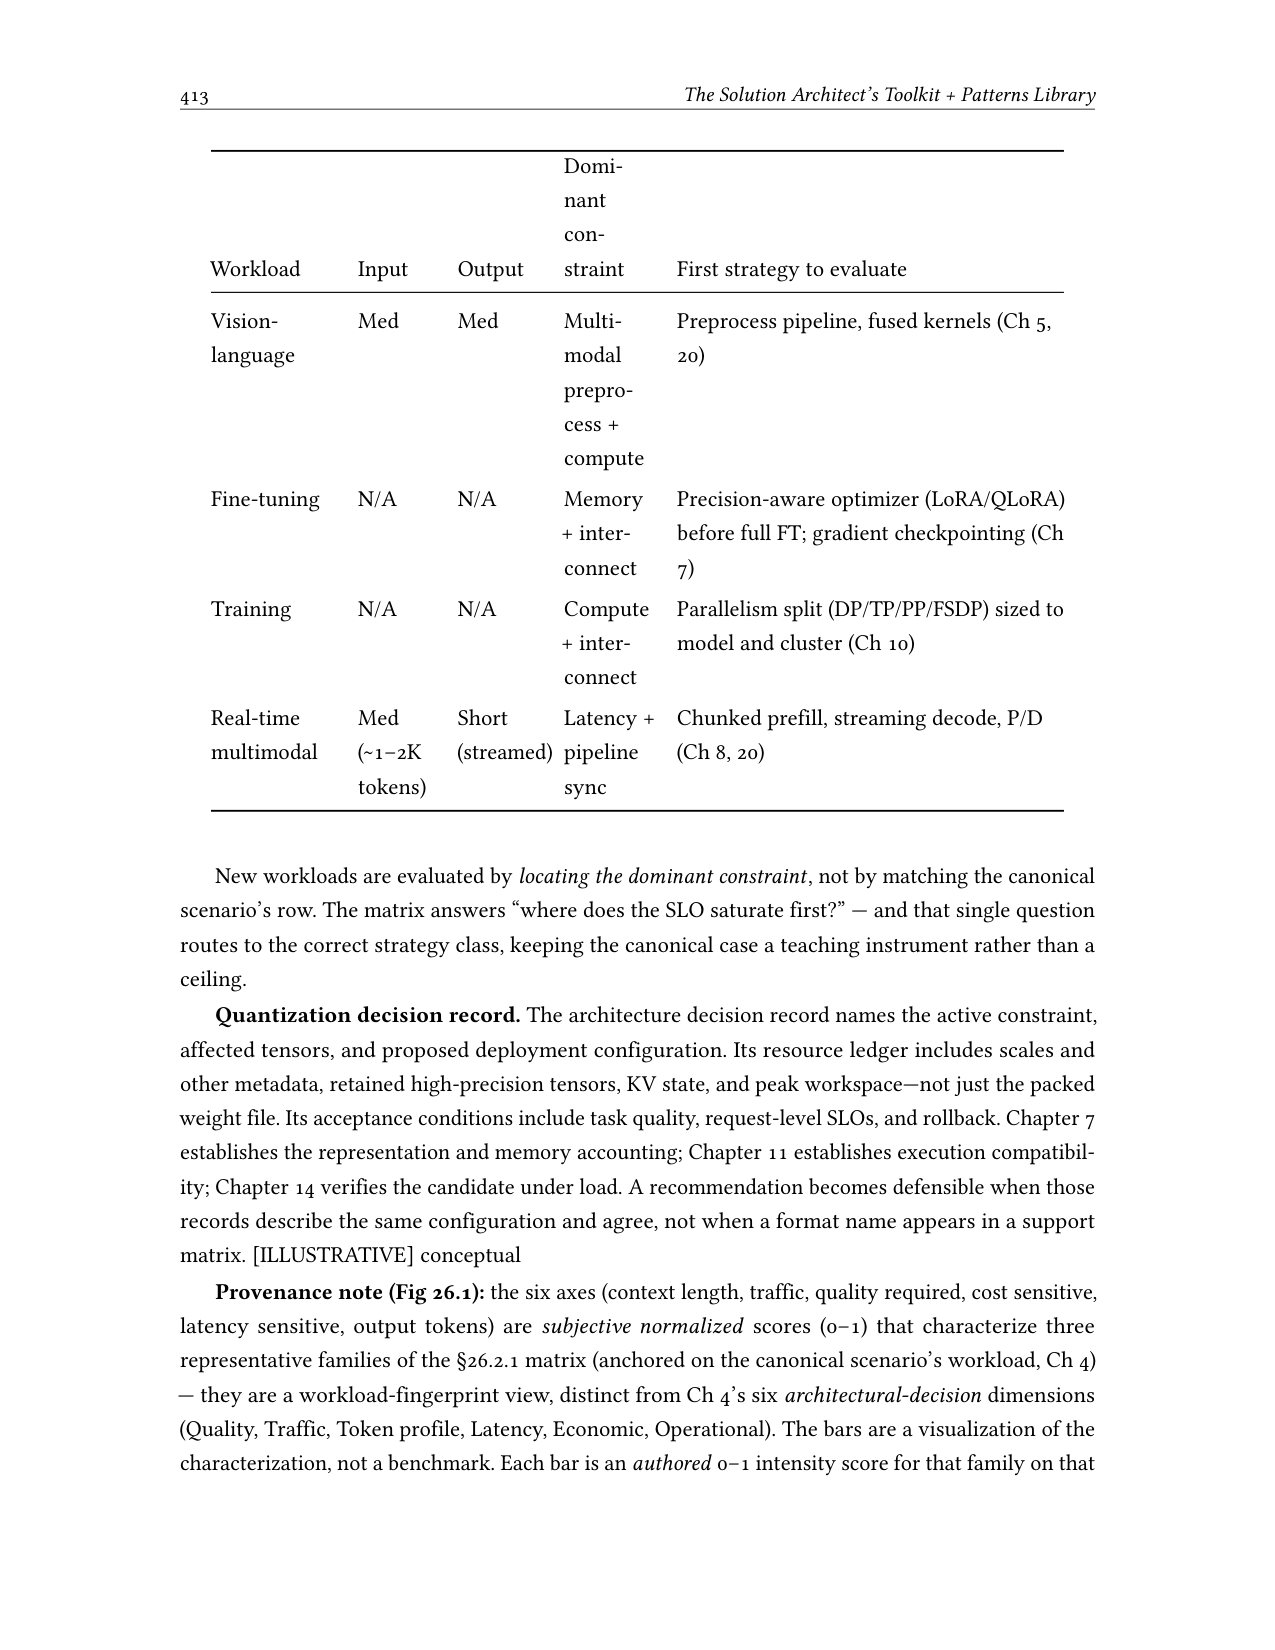 413 The Solution Architect's Toolkit + Patterns Library
Domi-
nant
con-
Workload Input Output straint First strategy to evaluate
Vision- Med Med Multi- Preprocess pipeline, fused kernels (Ch 5,
language modal 20)
prepro-
cess +
compute
Fine-tuning N/A N/A Memory Precision-aware optimizer (LoRA/QLoRA)
+ inter- before full FT; gradient checkpointing (Ch
connect 7)
Training N/A N/A Compute Parallelism split (DP/TP/PP/FSDP) sized to
+ inter- model and cluster (Ch 10)
connect
Real-time Med Short Latency + Chunked prefill, streaming decode, P/D
multimodal (~1–2K (streamed) pipeline (Ch 8, 20)
tokens) sync
New workloads are evaluated by locating the dominant constraint, not by matching the canonical
scenario's row. The matrix answers “where does the SLO saturate first?” — and that single question
routes to the correct strategy class, keeping the canonical case a teaching instrument rather than a
ceiling.
Quantization decision record. The architecture decision record names the active constraint,
affected tensors, and proposed deployment configuration. Its resource ledger includes scales and
other metadata, retained high-precision tensors, KV state, and peak workspace—not just the packed
weight file. Its acceptance conditions include task quality, request-level SLOs, and rollback. Chapter 7
establishes the representation and memory accounting; Chapter 11 establishes execution compatibil-
ity; Chapter 14 verifies the candidate under load. A recommendation becomes defensible when those
records describe the same configuration and agree, not when a format name appears in a support
matrix. [ILLUSTRATIVE] conceptual
Provenance note (Fig 26.1): the six axes (context length, traffic, quality required, cost sensitive,
latency sensitive, output tokens) are subjective normalized scores (0–1) that characterize three
representative families of the §26.2.1 matrix (anchored on the canonical scenario's workload, Ch 4)
— they are a workload-fingerprint view, distinct from Ch 4's six architectural-decision dimensions
(Quality, Traffic, Token profile, Latency, Economic, Operational). The bars are a visualization of the
characterization, not a benchmark. Each bar is an authored 0–1 intensity score for that family on that